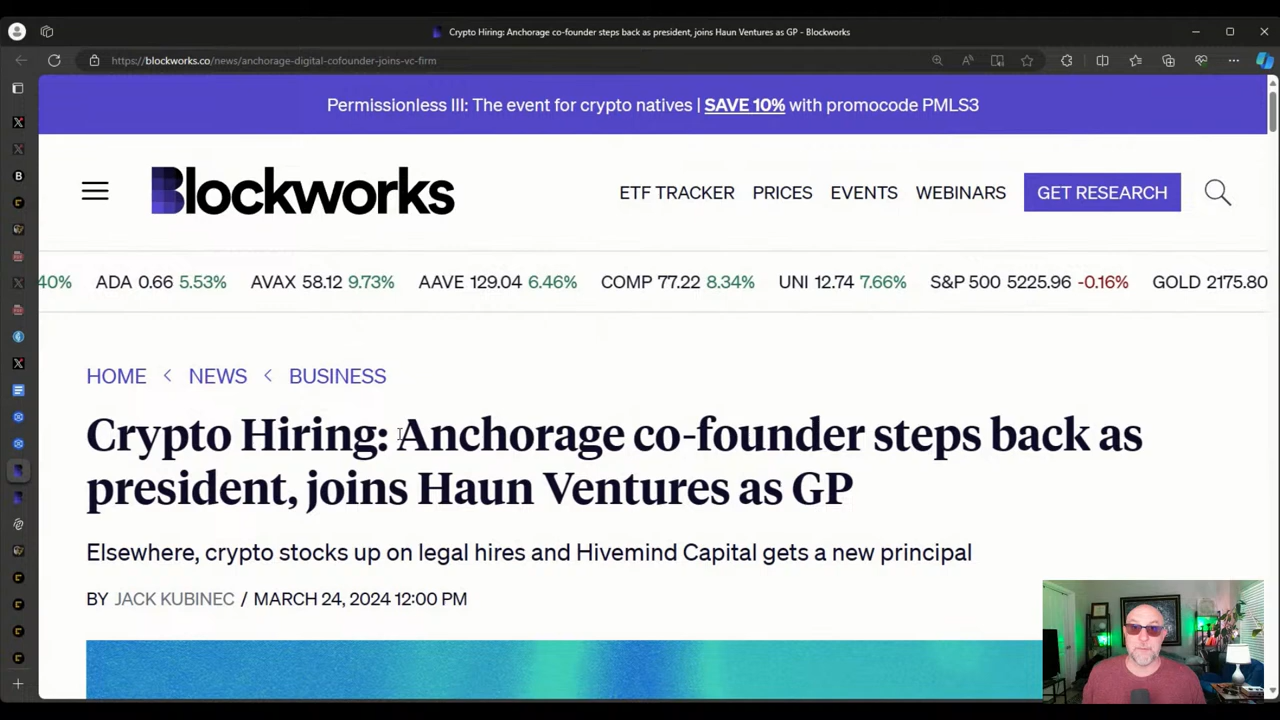 Crypto Hiring: Anchorage co-founder steps back as president, joins Haun Ventures as GP - Blockworks
https://blockworks.co/news/anchorage-digital-cofounder-joins-vc-firm
Permissionless III: The event for crypto natives | SAVE 10% with promocode PMLS3
Blockworks
ETF TRACKER PRICES EVENTS WEBINARS GET RESEARCH
40% ADA 0.66 5.53% AVAX 58.12 9.73% AAVE 129.04 6.46% COMP 77.22 8.34% UNI 12.74 7.66% S&P 500 5225.96 -0.16% GOLD 2175.80
HOME < NEWS < BUSINESS
Crypto Hiring: Anchorage co-founder steps back as
president, joins Haun Ventures as GP
Elsewhere, crypto stocks up on legal hires and Hivemind Capital gets a new principal
BY JACK KUBINEC / MARCH 24, 2024 12:00 PM